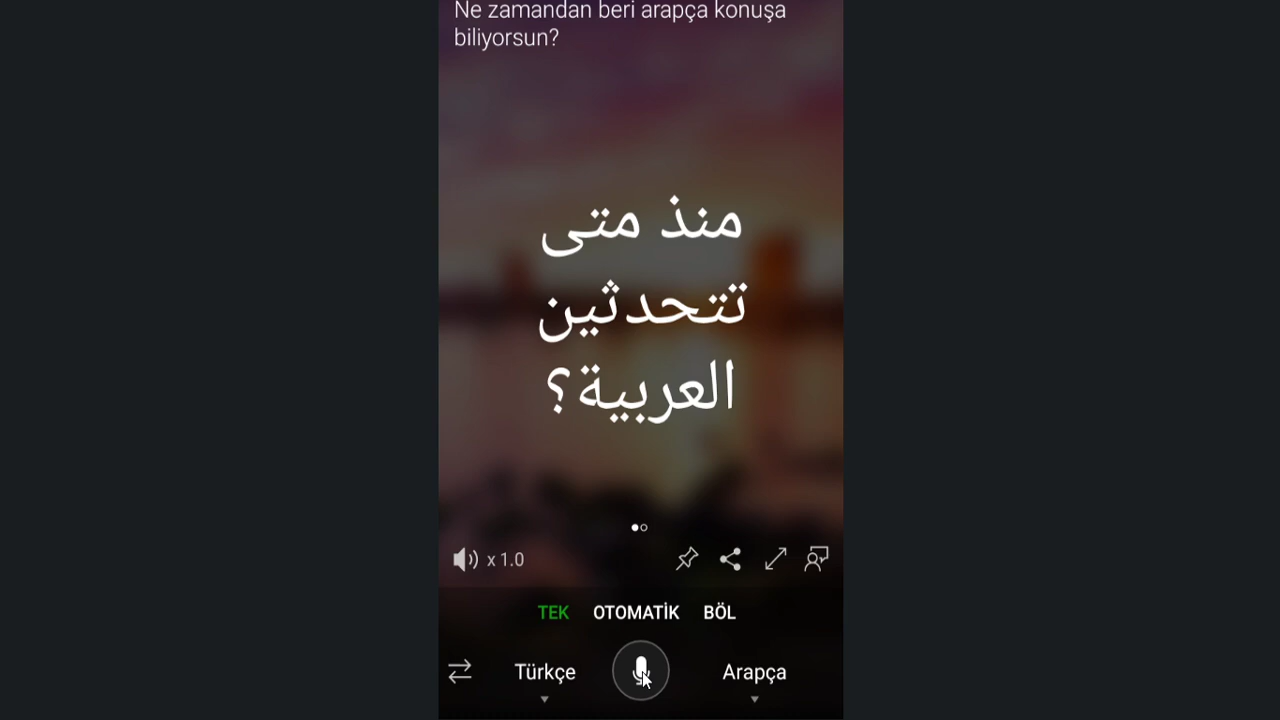 Ne zamandan beri arapça konuşa
biliyorsun?
منذ متى
تتحدثين
العربية؟
x 1.0
TEK OTOMATİK BÖL
Türkçe Arapça